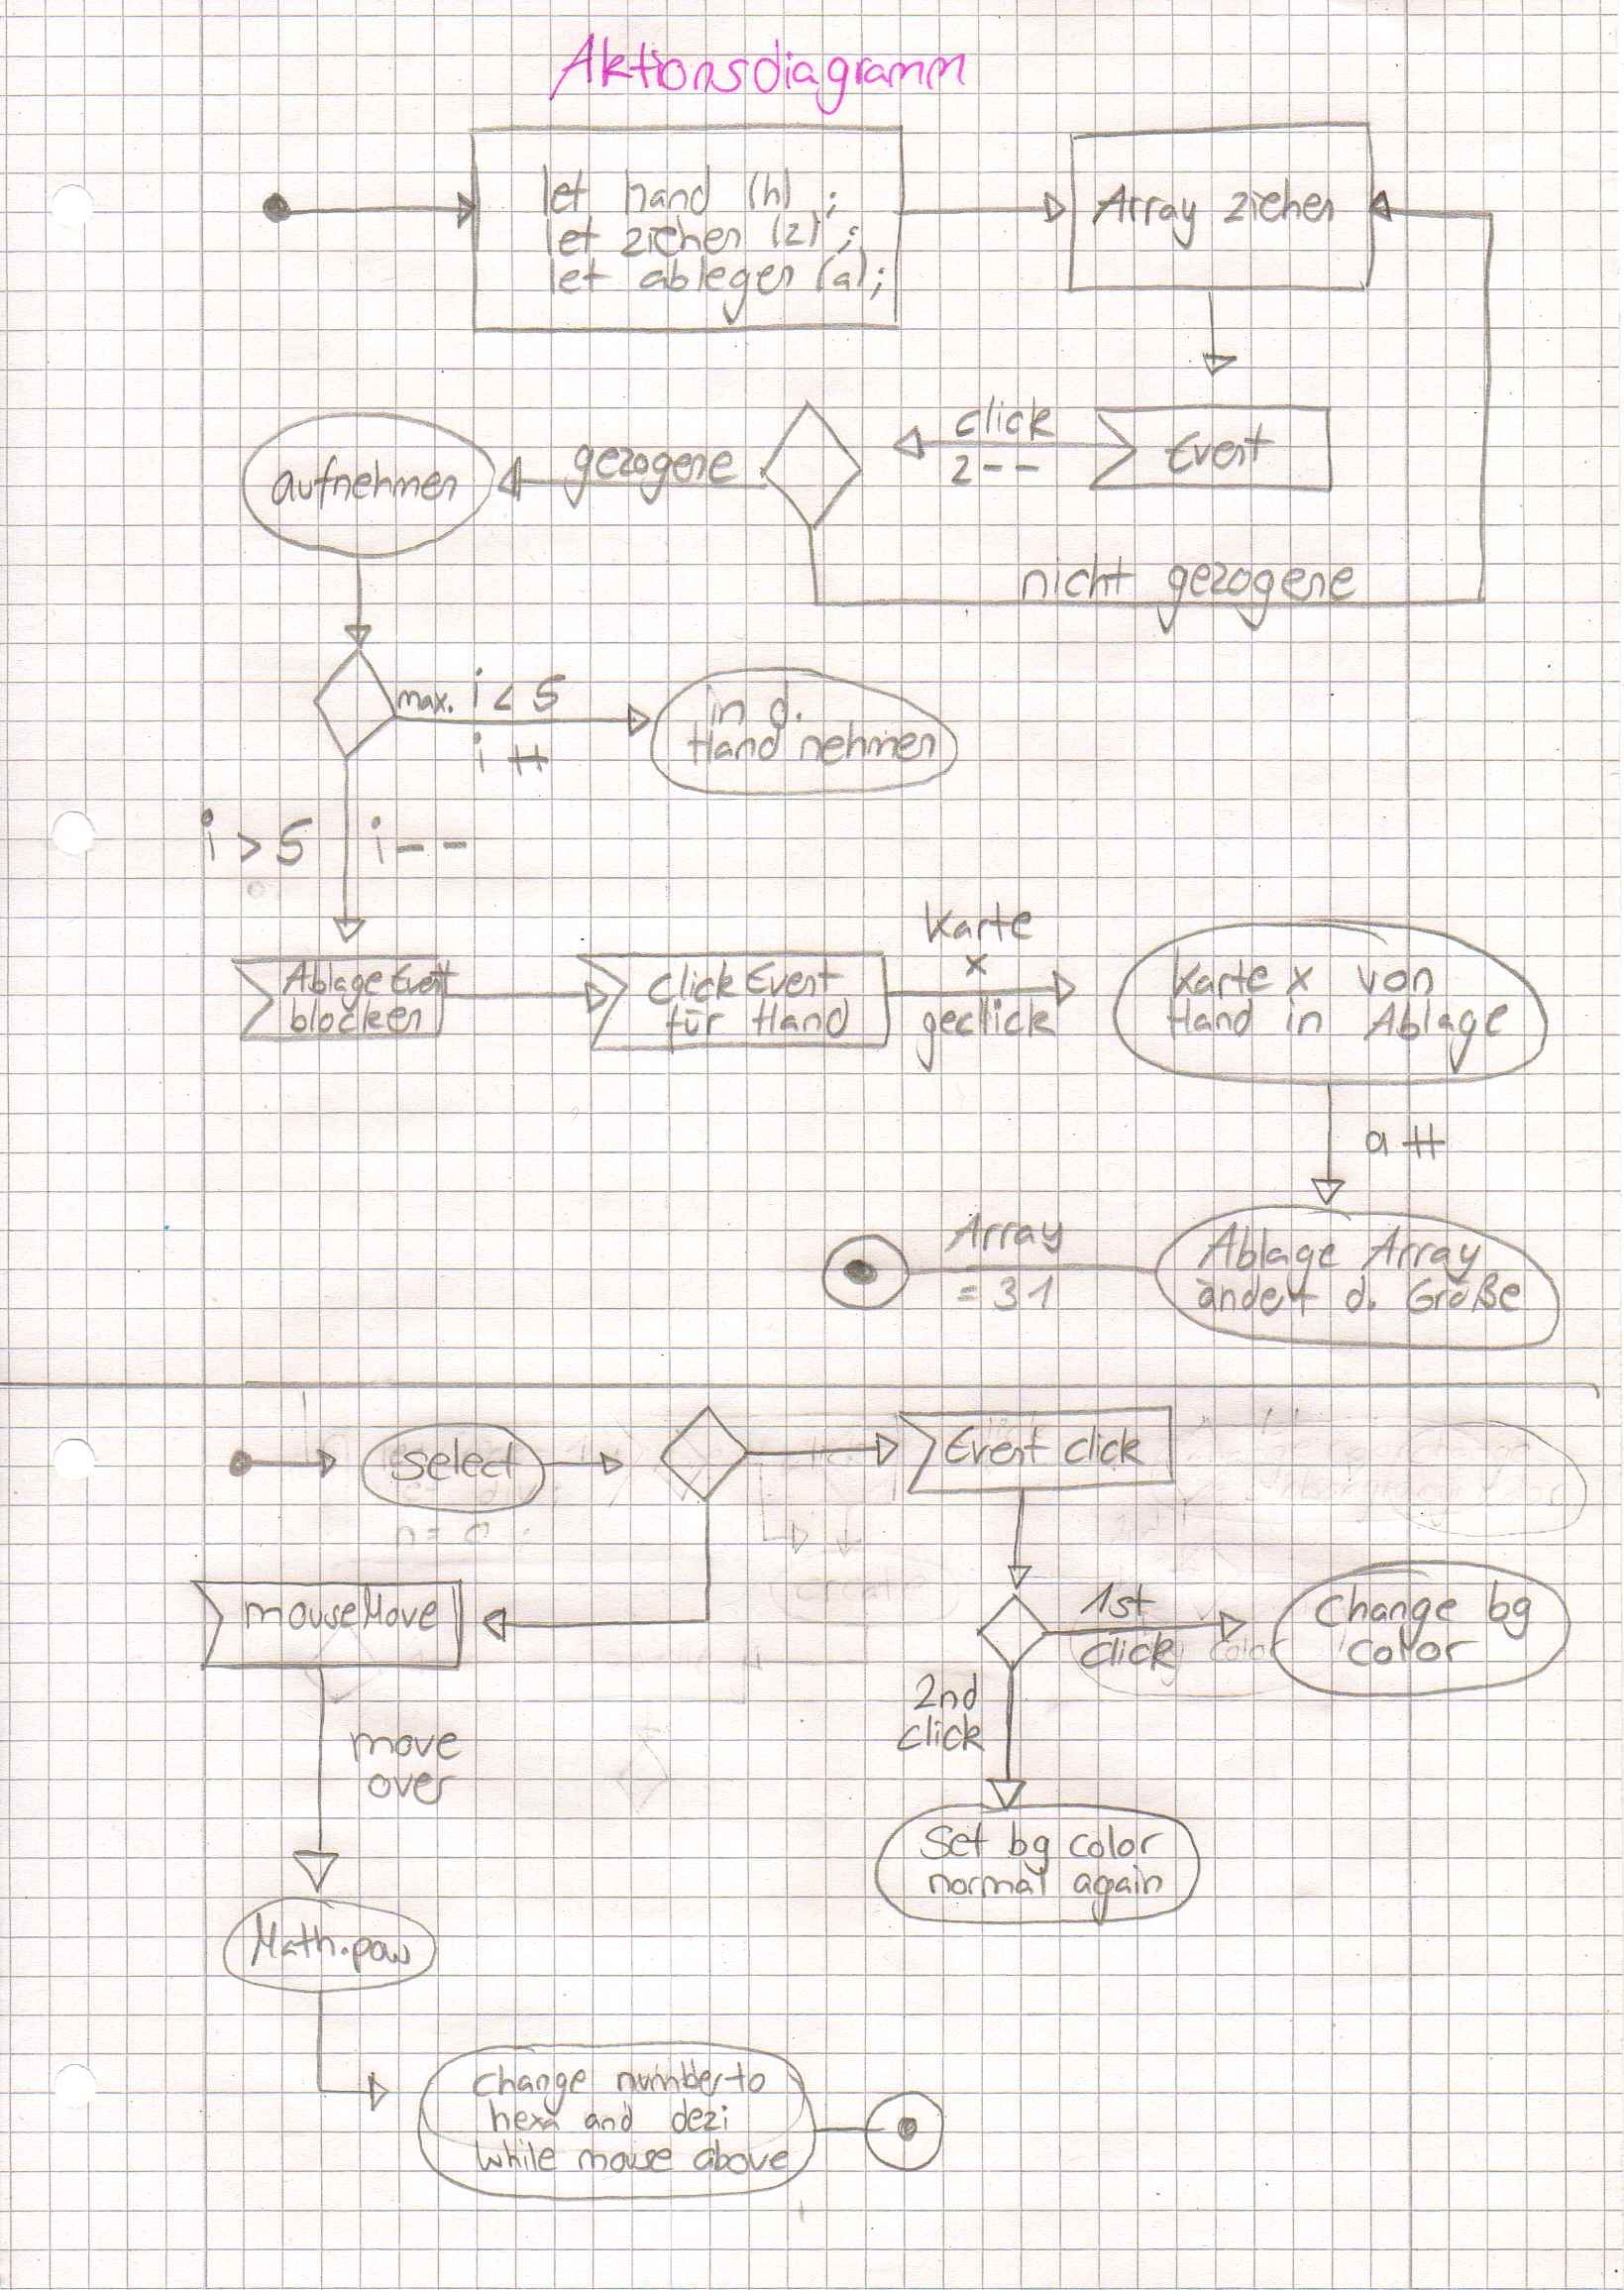 Aktionsdiagramm
let hand (h) ;
let ziehen (z) ;
let ablegen (a);
Array ziehen
click
z--
Event
gezogene
aufnehmen
nicht gezogene
max. i < 5
i ++
in d.
Hand nehmen
i > 5
i--
Ablage Event
blocken
Click Event
für Hand
Karte
x
geclick
Karte x von
Hand in Ablage
a ++
Array
= 31
Ablage Array
ändert d. Größe
select
n = 0
Event click
mouseMove
1st
click
Change bg
color
2nd
click
move
over
Set bg color
normal again
Math.pow
change number to
hexa and dezi
while mouse above